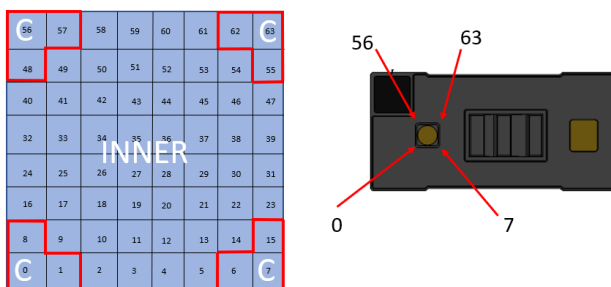 C 56 57 58 59 60 61 62 63 C
48 49 50 51 52 53 54 55
40 41 42 43 44 45 46 47
32 33 34 35 36 37 38 39
INNER
24 25 26 27 28 29 30 31
16 17 18 19 20 21 22 23
8 9 10 11 12 13 14 15
C 0 1 2 3 4 5 6 7 C
56 63
0 7